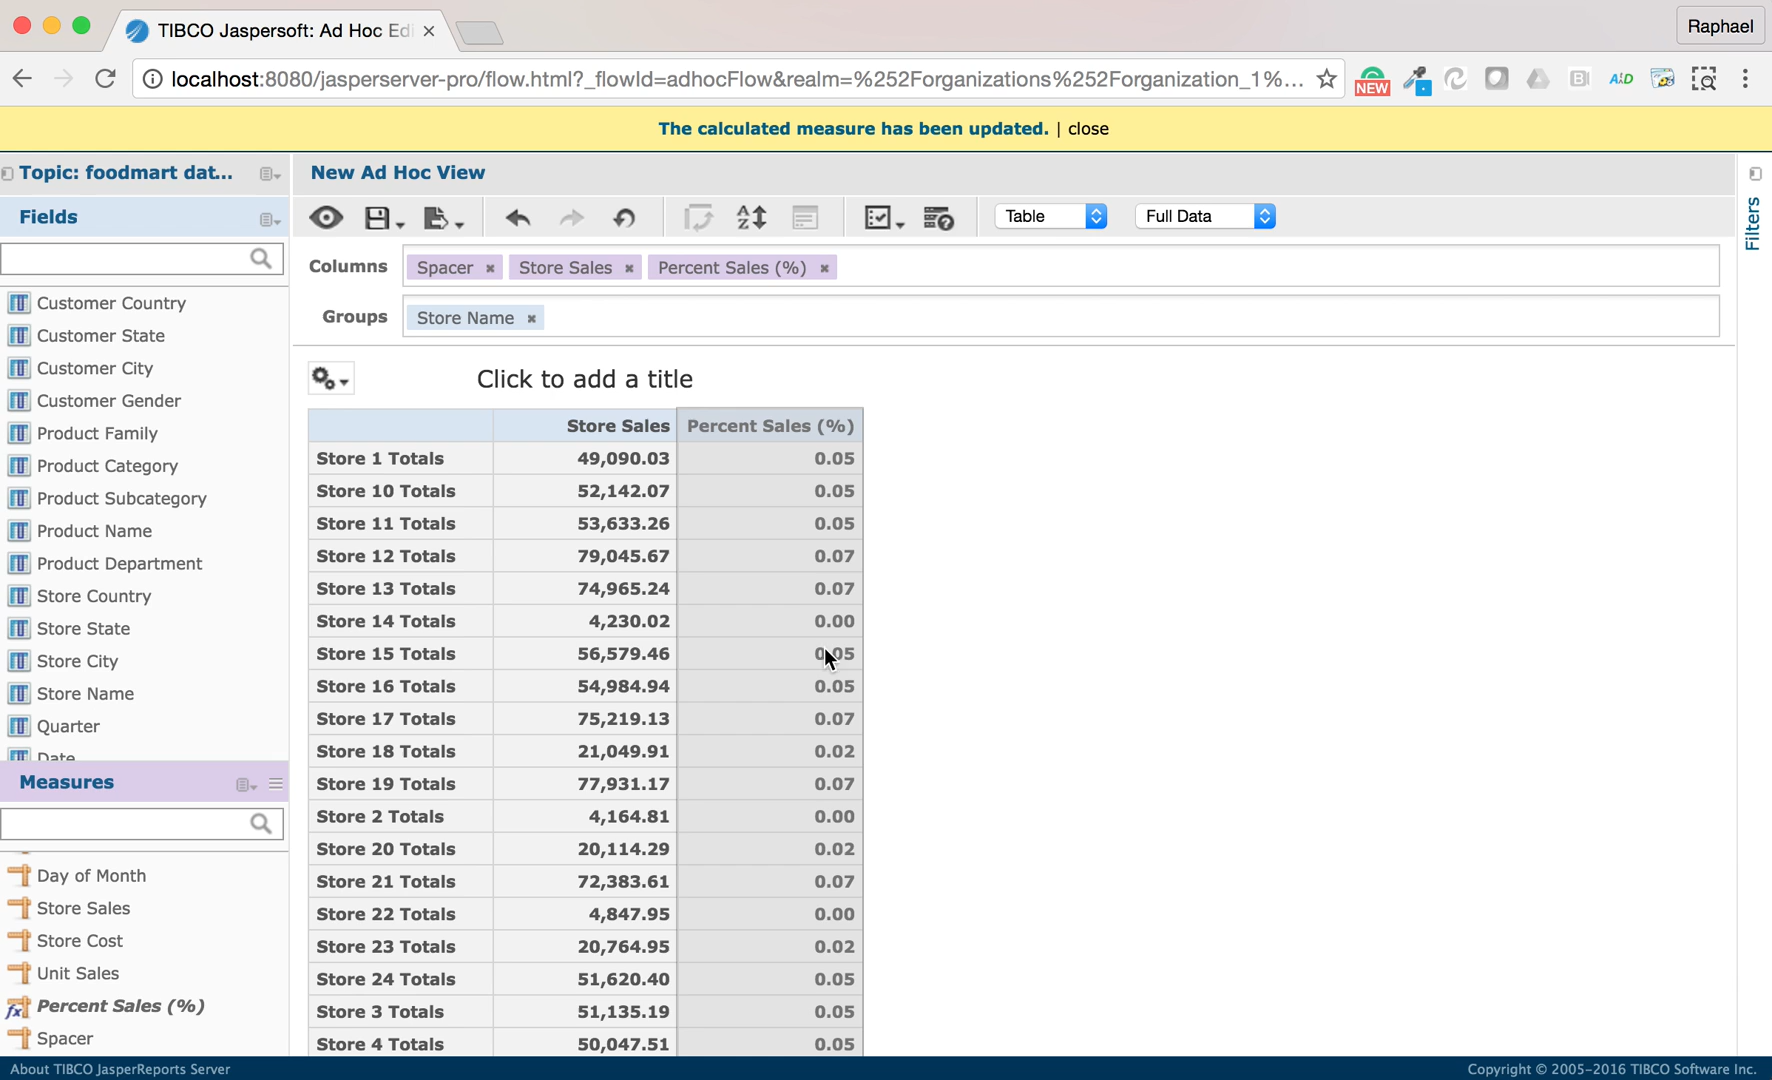 TIBCO Jaspersoft: Ad Hoc Edi
Raphael
localhost:8080/jasperserver-pro/flow.html?_flowId=adhocFlow&realm=%252Forganizations%252Forganization_1%...
NEW
The calculated measure has been updated. | close
Topic: foodmart dat...
New Ad Hoc View
Fields
Table
Full Data
Filters
Columns
Spacer
Store Sales
Percent Sales (%)
Groups
Store Name
Customer Country
Customer State
Customer City
Customer Gender
Product Family
Product Category
Product Subcategory
Product Name
Product Department
Store Country
Store State
Store City
Store Name
Quarter
Date
Measures
Day of Month
Store Sales
Store Cost
Unit Sales
Percent Sales (%)
Spacer
Click to add a title
Store Sales Percent Sales (%)
Store 1 Totals 49,090.03 0.05
Store 10 Totals 52,142.07 0.05
Store 11 Totals 53,633.26 0.05
Store 12 Totals 79,045.67 0.07
Store 13 Totals 74,965.24 0.07
Store 14 Totals 4,230.02 0.00
Store 15 Totals 56,579.46 0.05
Store 16 Totals 54,984.94 0.05
Store 17 Totals 75,219.13 0.07
Store 18 Totals 21,049.91 0.02
Store 19 Totals 77,931.17 0.07
Store 2 Totals 4,164.81 0.00
Store 20 Totals 20,114.29 0.02
Store 21 Totals 72,383.61 0.07
Store 22 Totals 4,847.95 0.00
Store 23 Totals 20,764.95 0.02
Store 24 Totals 51,620.40 0.05
Store 3 Totals 51,135.19 0.05
Store 4 Totals 50,047.51 0.05
About TIBCO JasperReports Server
Copyright © 2005-2016 TIBCO Software Inc.